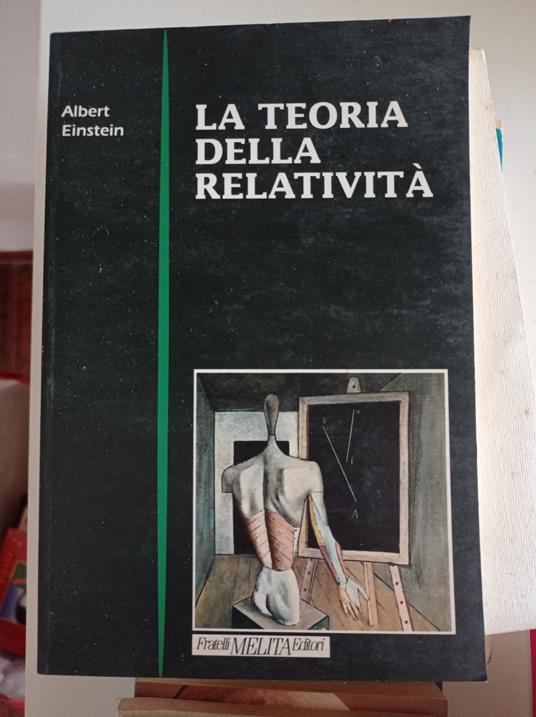 Albert
Einstein
LA TEORIA
DELLA
RELATIVITÀ
A
Fratelli MELITA Editori